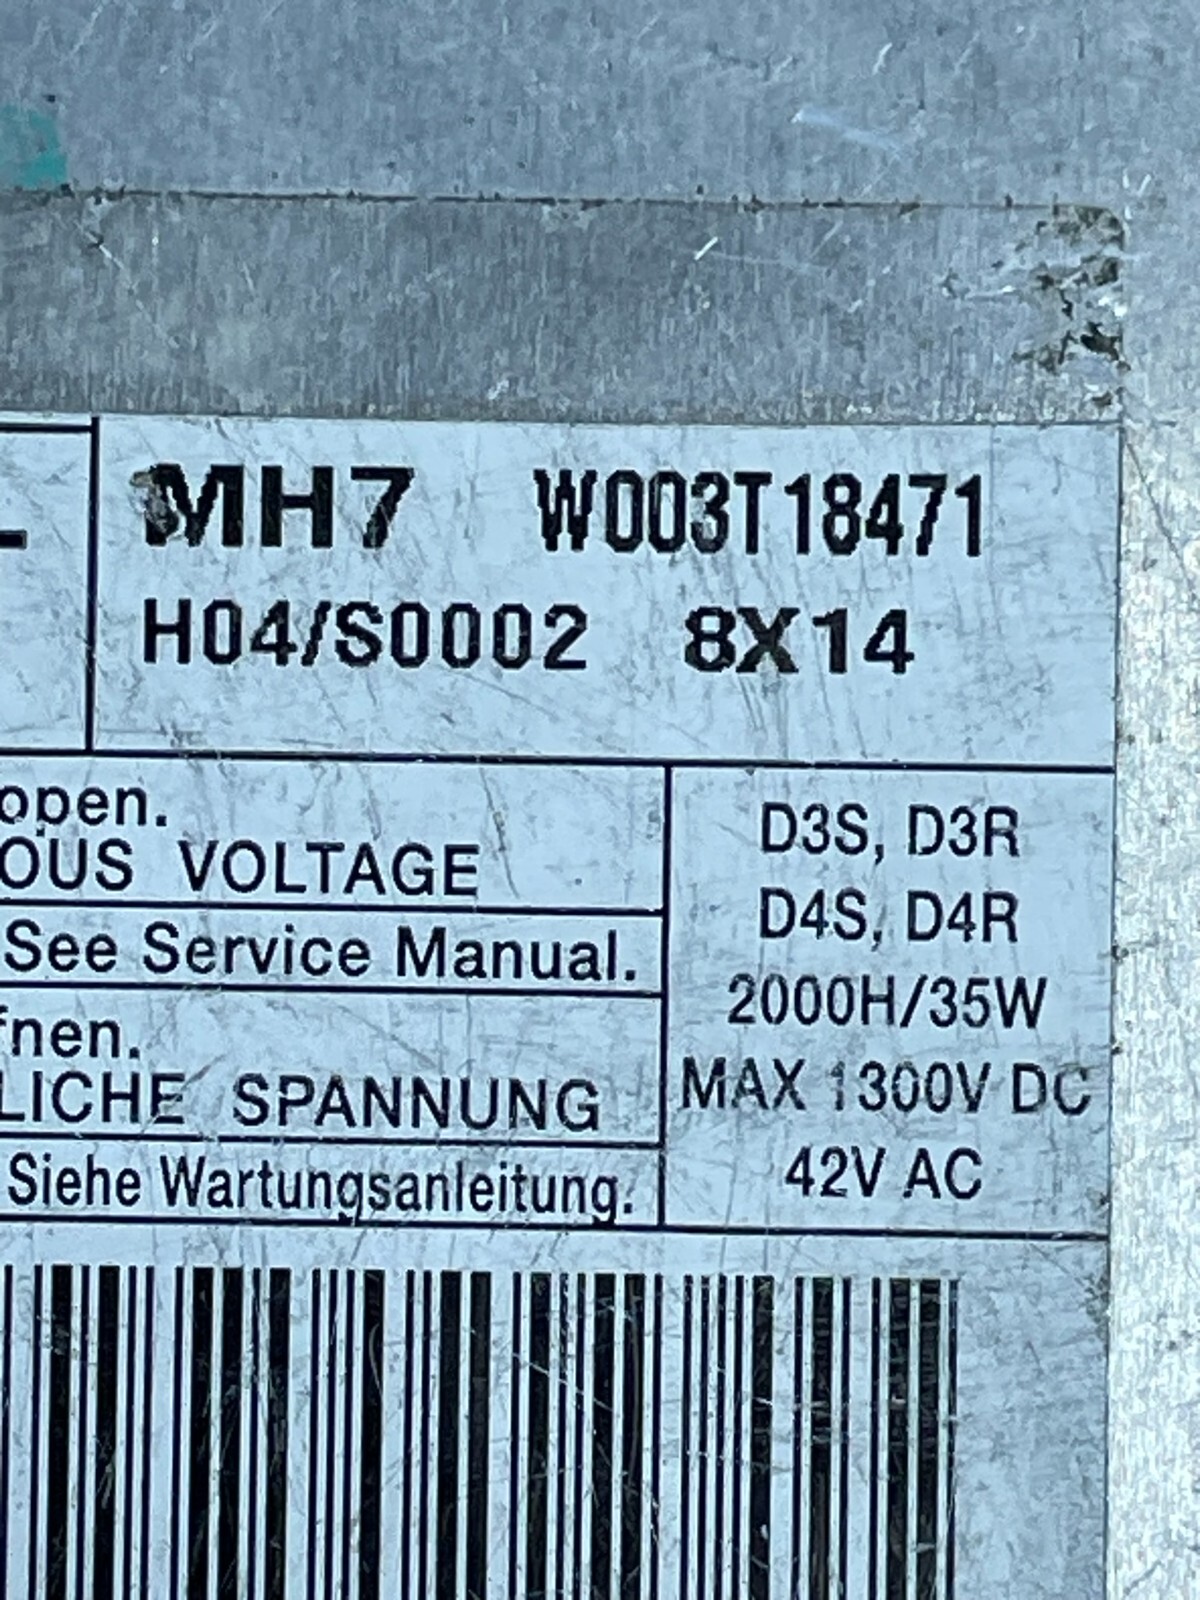 MH7 W003T18471
H04/S0002 8X14
open.
OUS VOLTAGE
See Service Manual.
fnen.
LICHE SPANNUNG
Siehe Wartungsanleitung.
D3S, D3R
D4S, D4R
2000H/35W
MAX 1300V DC
42V AC